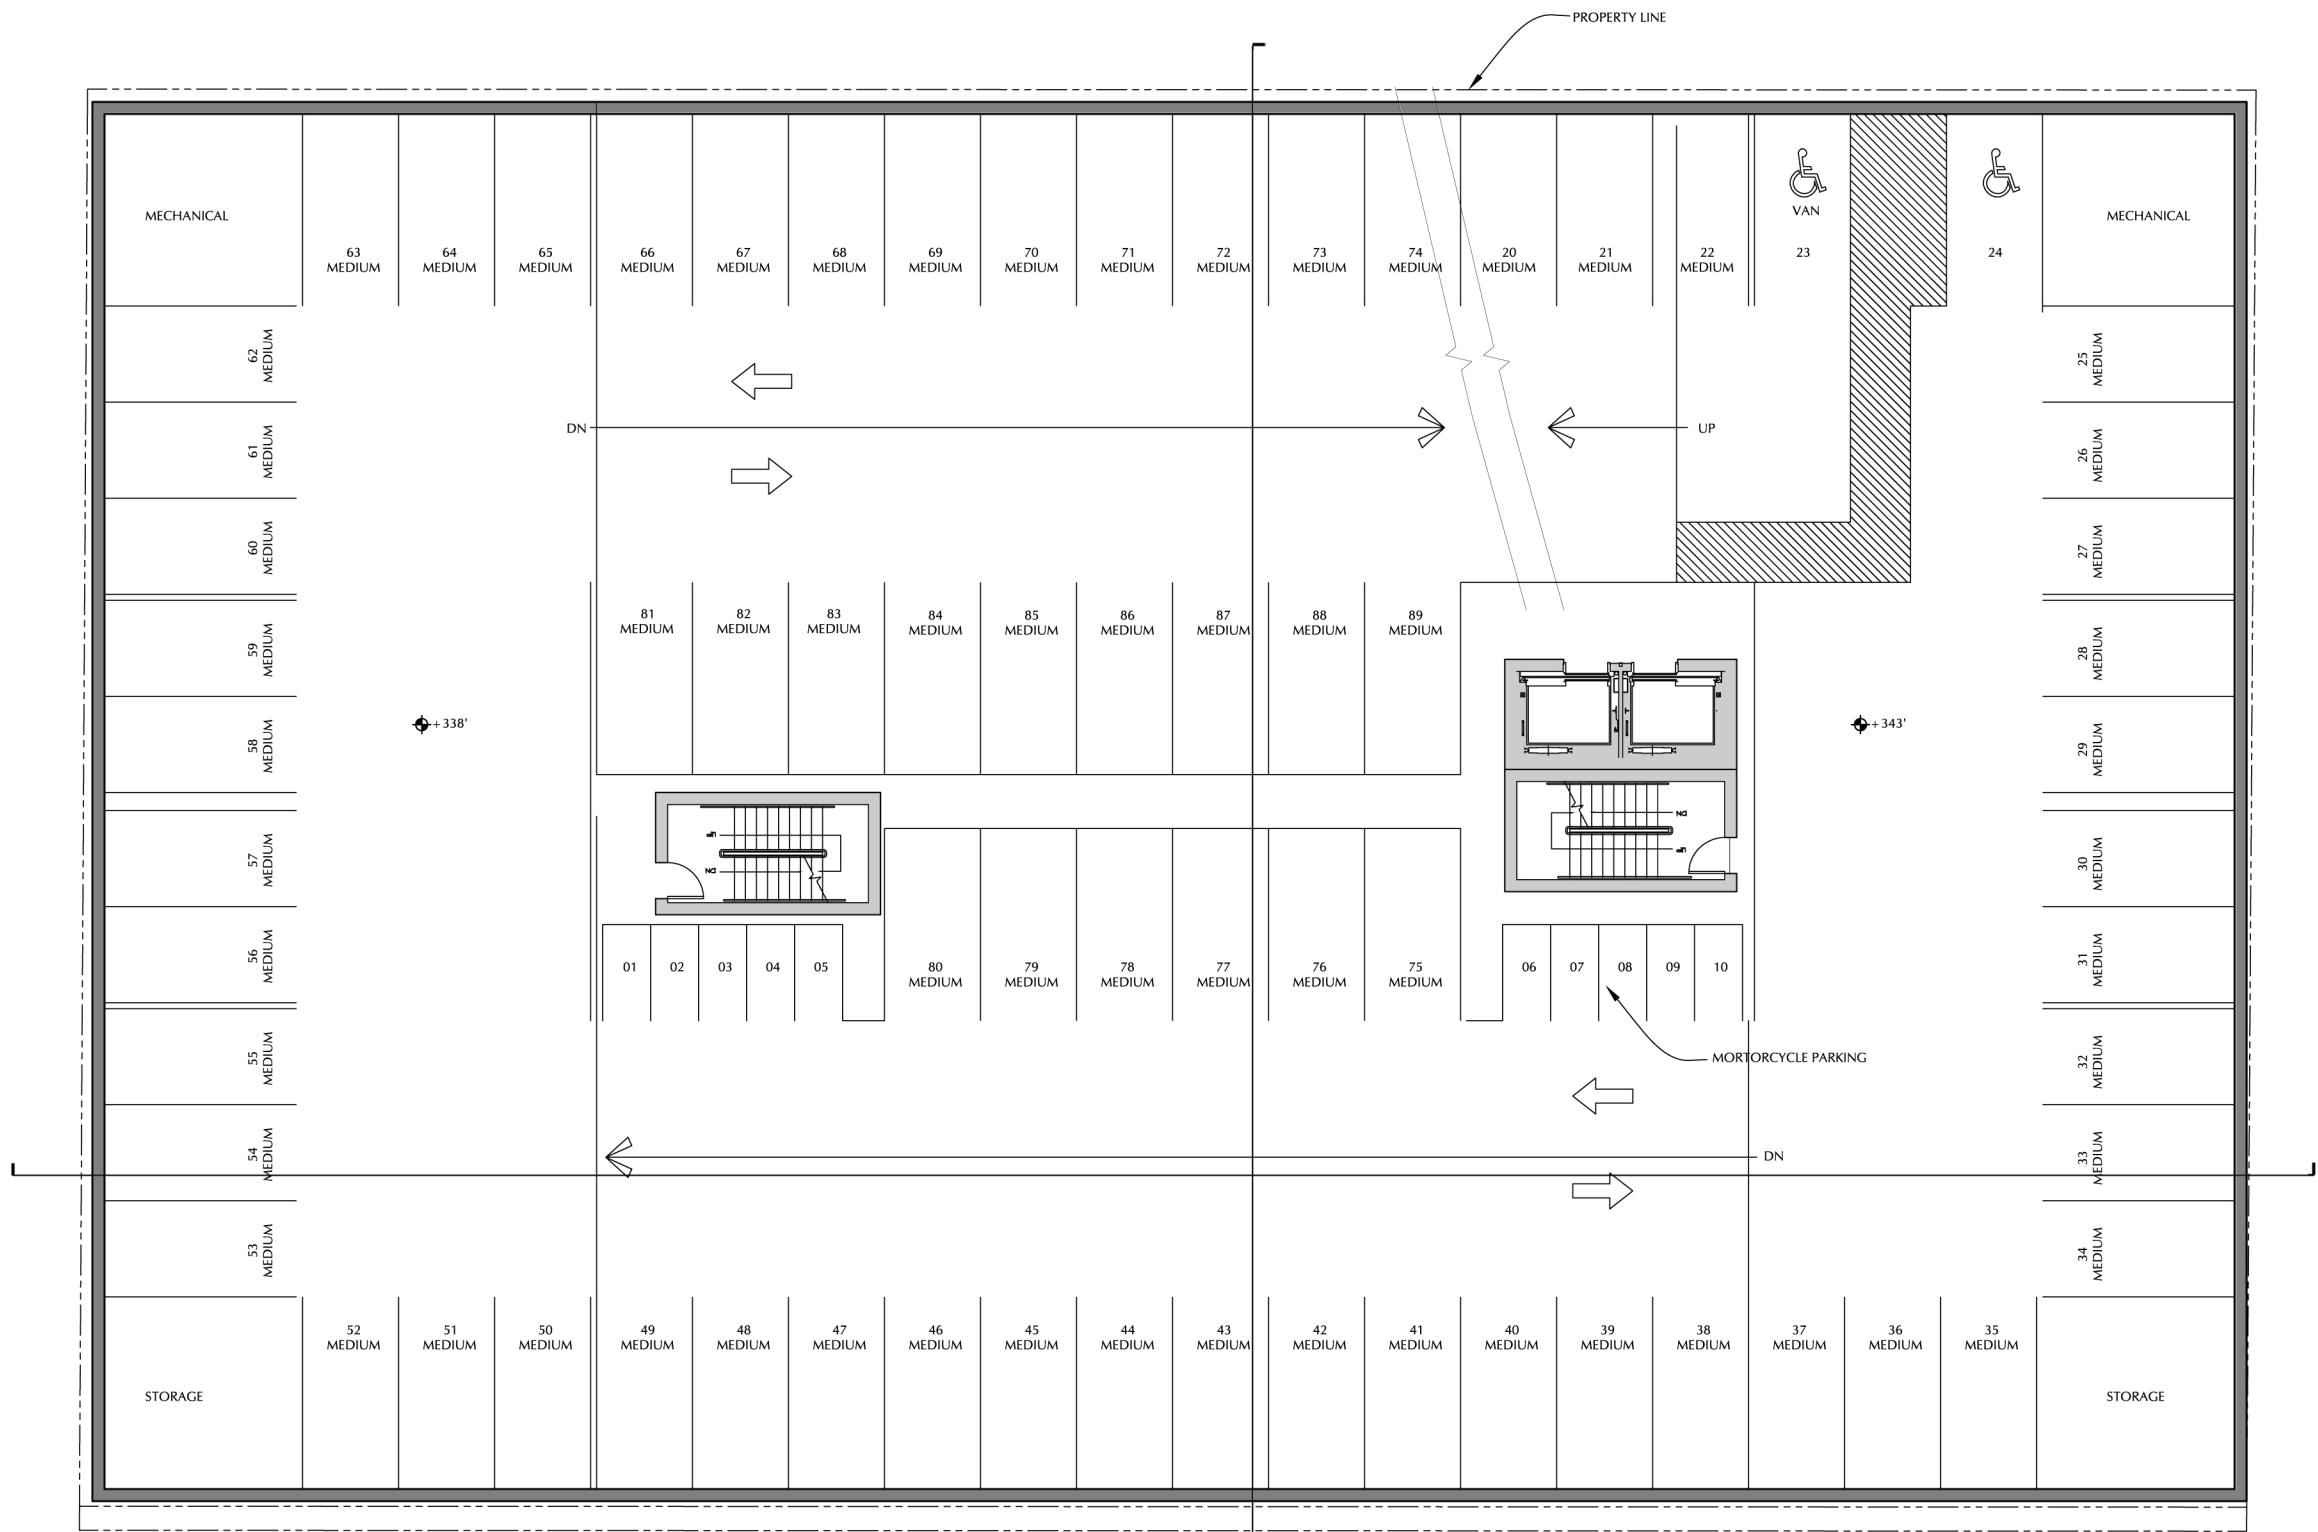 PROPERTY LINE
MECHANICAL
63
MEDIUM
64
MEDIUM
65
MEDIUM
66
MEDIUM
67
MEDIUM
68
MEDIUM
69
MEDIUM
70
MEDIUM
71
MEDIUM
72
MEDIUM
73
MEDIUM
74
MEDIUM
20
MEDIUM
21
MEDIUM
22
MEDIUM
VAN
23
24
MECHANICAL
62
MEDIUM
61
MEDIUM
60
MEDIUM
59
MEDIUM
58
MEDIUM
57
MEDIUM
56
MEDIUM
55
MEDIUM
54
MEDIUM
53
MEDIUM
DN
UP
25
MEDIUM
26
MEDIUM
27
MEDIUM
28
MEDIUM
29
MEDIUM
30
MEDIUM
31
MEDIUM
32
MEDIUM
33
MEDIUM
34
MEDIUM
81
MEDIUM
82
MEDIUM
83
MEDIUM
84
MEDIUM
85
MEDIUM
86
MEDIUM
87
MEDIUM
88
MEDIUM
89
MEDIUM
+338'
+343'
UP
DN
DN
UP
01
02
03
04
05
80
MEDIUM
79
MEDIUM
78
MEDIUM
77
MEDIUM
76
MEDIUM
75
MEDIUM
06
07
08
09
10
MORTORCYCLE PARKING
DN
52
MEDIUM
51
MEDIUM
50
MEDIUM
49
MEDIUM
48
MEDIUM
47
MEDIUM
46
MEDIUM
45
MEDIUM
44
MEDIUM
43
MEDIUM
42
MEDIUM
41
MEDIUM
40
MEDIUM
39
MEDIUM
38
MEDIUM
37
MEDIUM
36
MEDIUM
35
MEDIUM
STORAGE
STORAGE